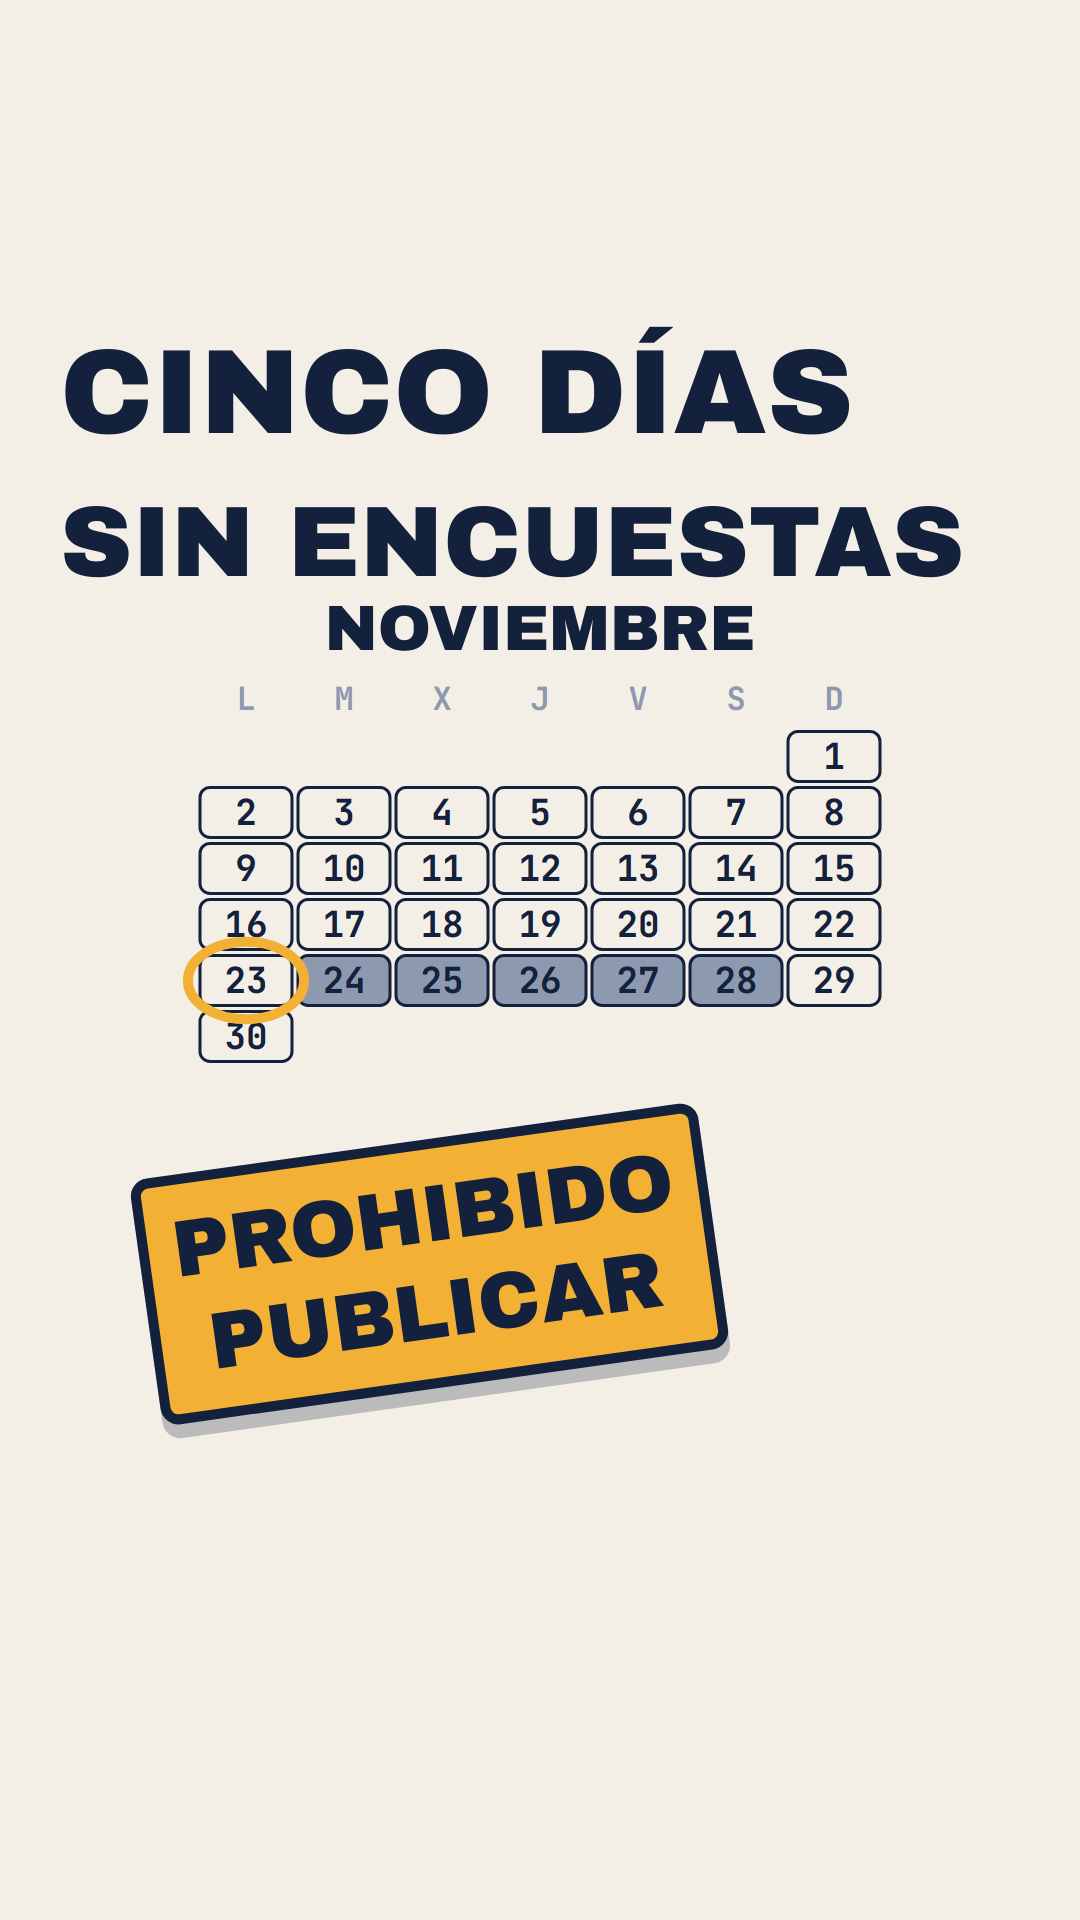 CINCO DÍAS
SIN ENCUESTAS
NOVIEMBRE
L M X J V S D
1
2 3 4 5 6 7 8
9 10 11 12 13 14 15
16 17 18 19 20 21 22
23 24 25 26 27 28 29
30
PROHIBIDO
PUBLICAR